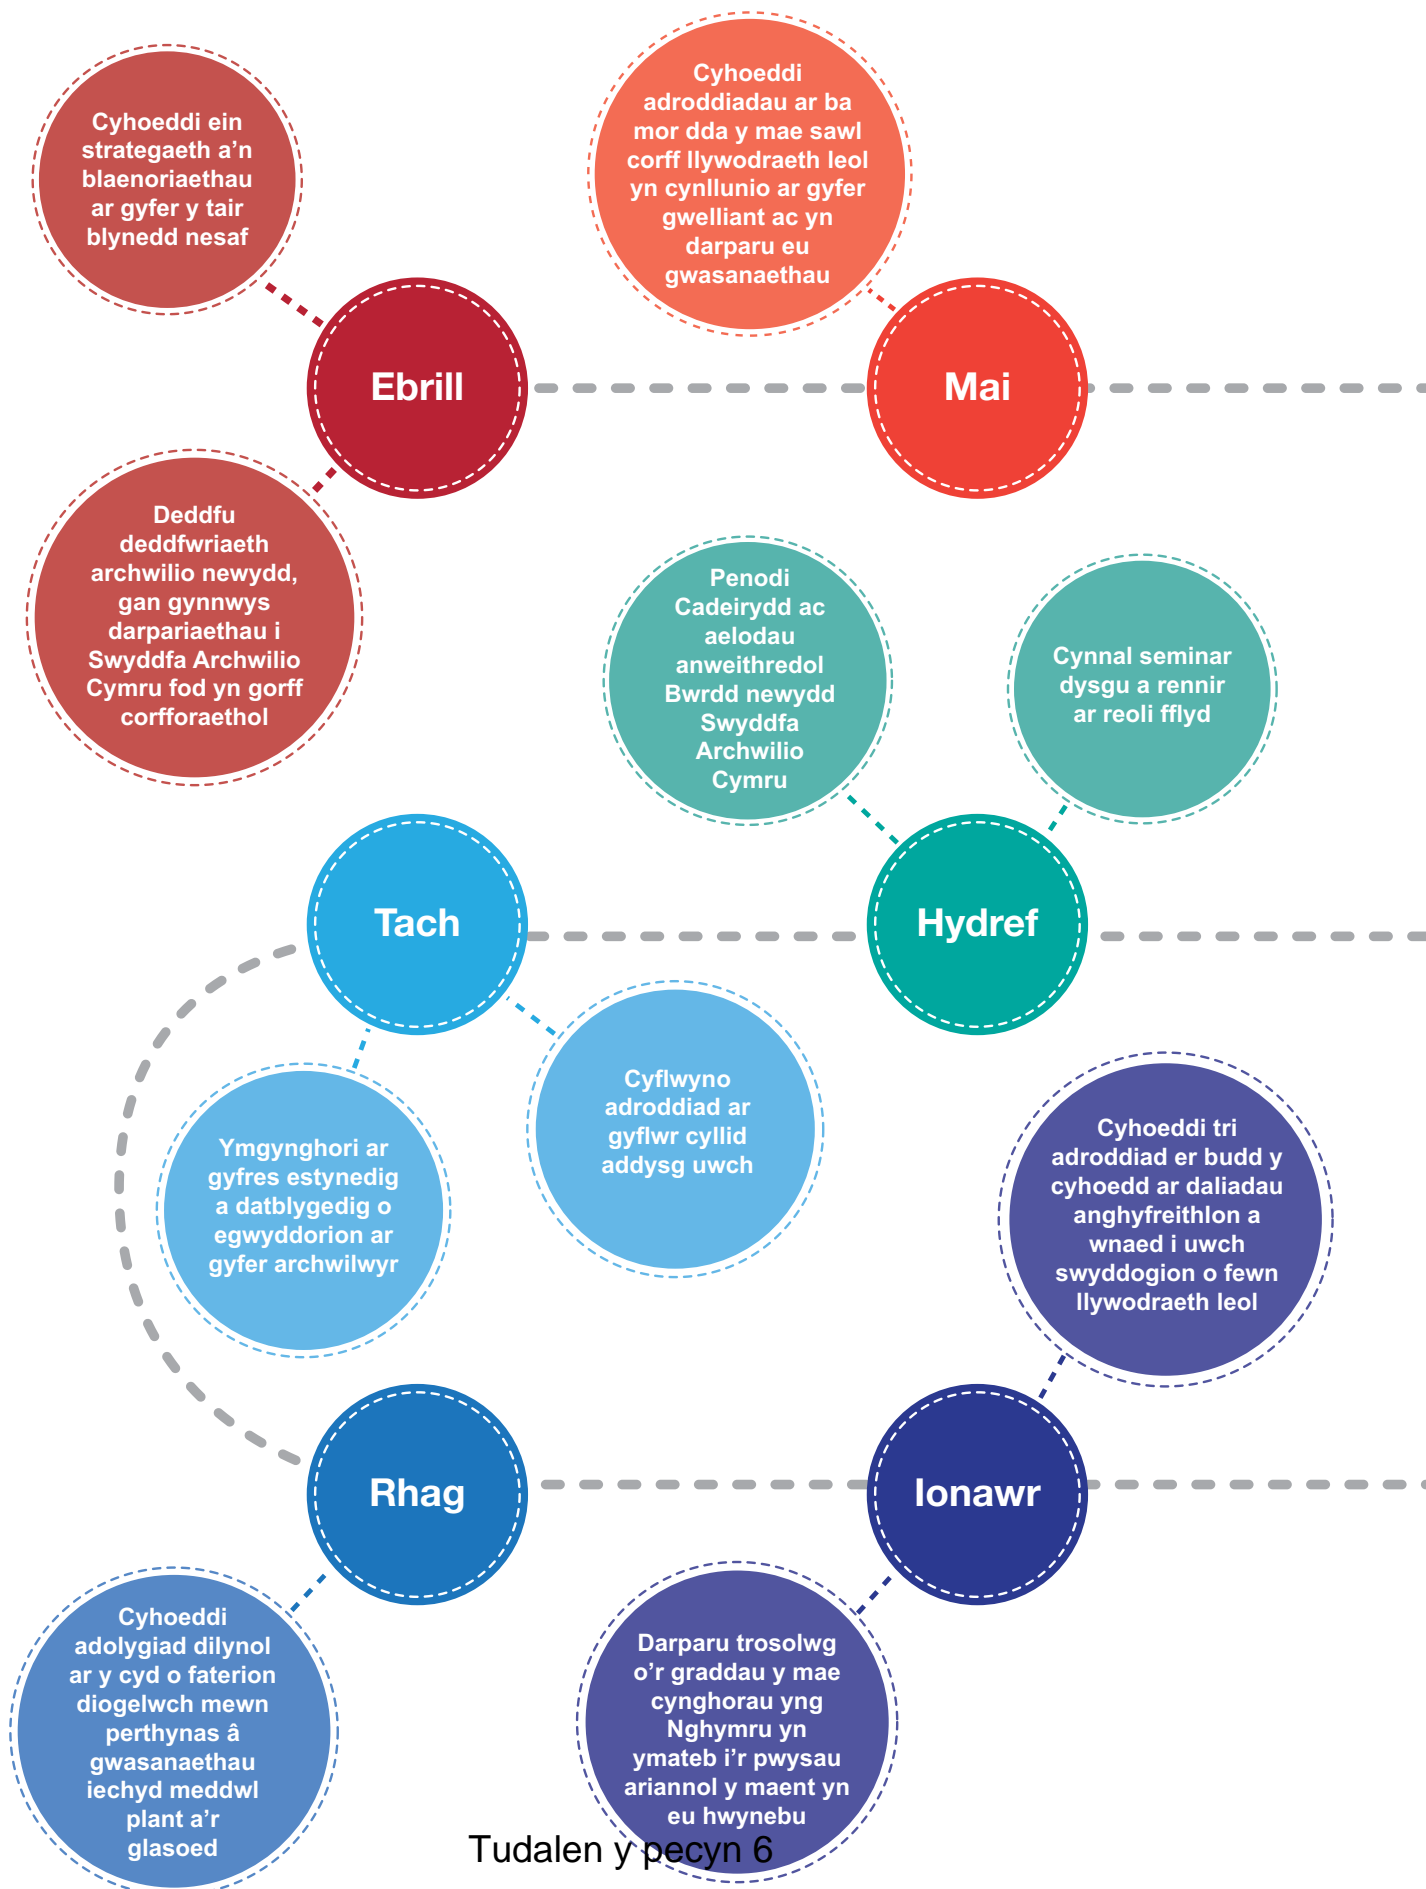 Cyhoeddi ein
strategaeth a’n
blaenoriaethau
ar gyfer y tair
blynedd nesaf
Cyhoeddi
adroddiadau ar ba
mor dda y mae sawl
corff llywodraeth leol
yn cynllunio ar gyfer
gwelliant ac yn
darparu eu
gwasanaethau
Ebrill
Mai
Deddfu
deddfwriaeth
archwilio newydd,
gan gynnwys
darpariaethau i
Swyddfa Archwilio
Cymru fod yn gorff
corfforaethol
Penodi
Cadeirydd ac
aelodau
anweithredol
Bwrdd newydd
Swyddfa
Archwilio
Cymru
Cynnal seminar
dysgu a rennir
ar reoli fflyd
Tach
Hydref
Ymgynghori ar
gyfres estynedig
a datblygedig o
egwyddorion ar
gyfer archwilwyr
Cyflwyno
adroddiad ar
gyflwr cyllid
addysg uwch
Cyhoeddi tri
adroddiad er budd y
cyhoedd ar daliadau
anghyfreithlon a
wnaed i uwch
swyddogion o fewn
llywodraeth leol
Rhag
Ionawr
Cyhoeddi
adolygiad dilynol
ar y cyd o faterion
diogelwch mewn
perthynas â
gwasanaethau
iechyd meddwl
plant a’r
glasoed
Darparu trosolwg
o’r graddau y mae
cynghorau yng
Nghymru yn
ymateb i’r pwysau
ariannol y maent yn
eu hwynebu
Tudalen y pecyn 6